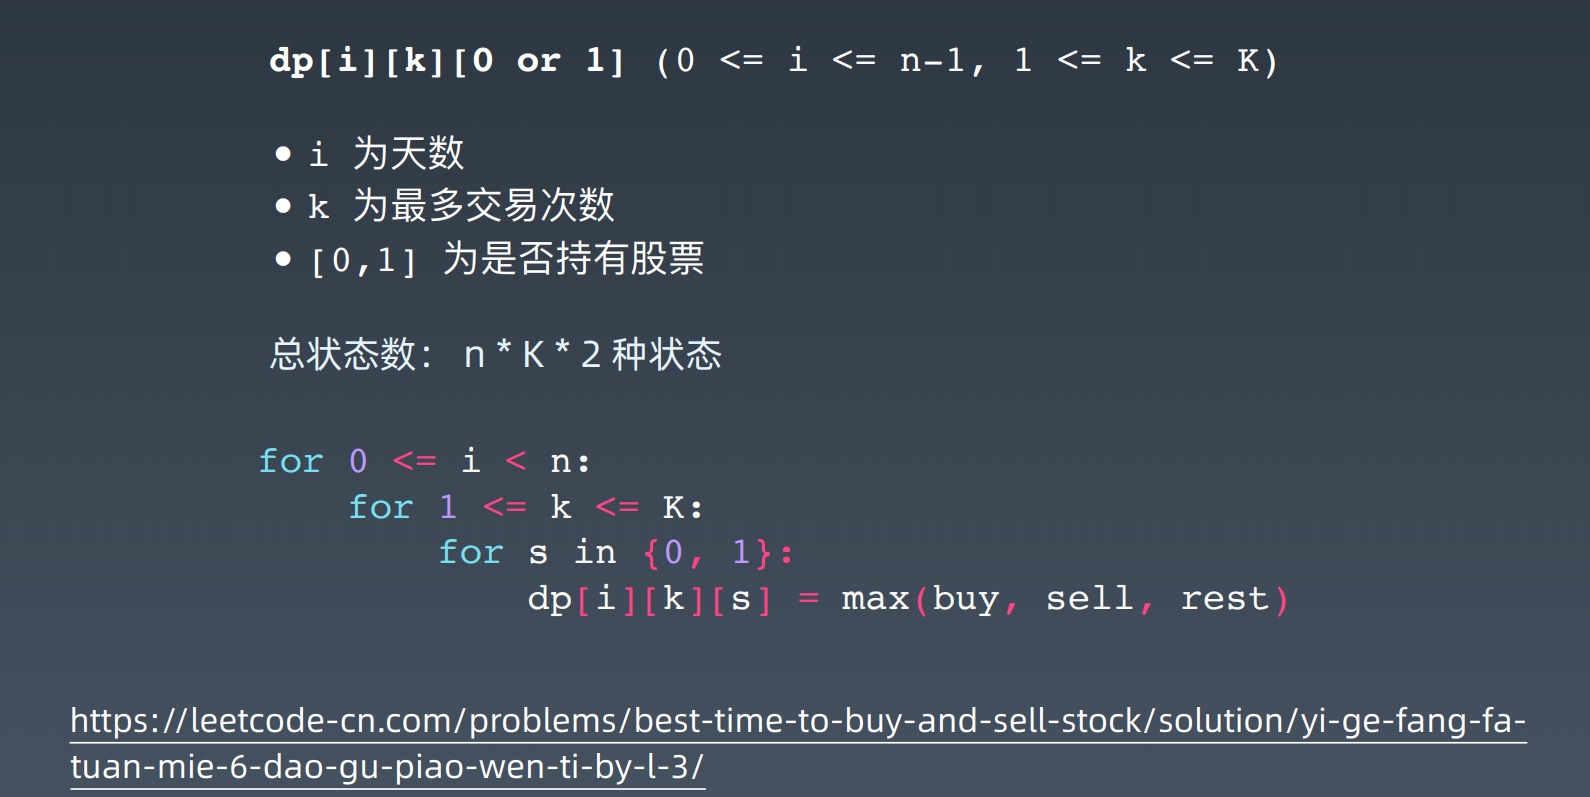 dp[i][k][0 or 1] (0 <= i <= n-1, 1 <= k <= K)
• i 为天数
• k 为最多交易次数
• [0,1] 为是否持有股票
总状态数： n * K * 2 种状态
for 0 <= i < n:
    for 1 <= k <= K:
        for s in {0, 1}:
            dp[i][k][s] = max(buy, sell, rest)
https://leetcode-cn.com/problems/best-time-to-buy-and-sell-stock/solution/yi-ge-fang-fa-
tuan-mie-6-dao-gu-piao-wen-ti-by-l-3/